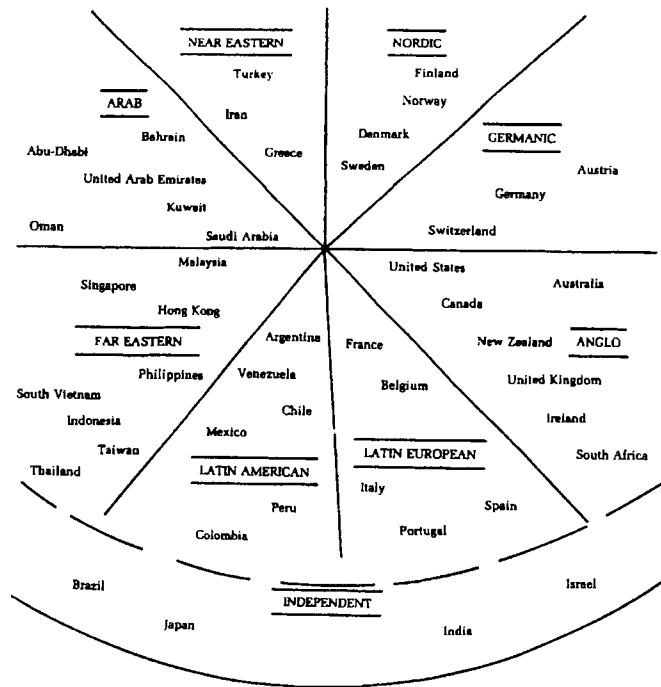 NEAR EASTERN
Turkey
Iran
Greece
NORDIC
Finland
Norway
Denmark
Sweden
ARAB
Bahrain
Abu-Dhabi
United Arab Emirates
Kuwait
Oman
Saudi Arabia
GERMANIC
Austria
Germany
Switzerland
Malaysia
Singapore
Hong Kong
FAR EASTERN
Philippines
South Vietnam
Indonesia
Taiwan
Thailand
Argentina
Venezuela
Chile
Mexico
LATIN AMERICAN
Peru
Colombia
France
Belgium
LATIN EUROPEAN
Italy
Spain
Portugal
United States
Australia
Canada
New Zealand
ANGLO
United Kingdom
Ireland
South Africa
Brazil
Japan
INDEPENDENT
India
Israel